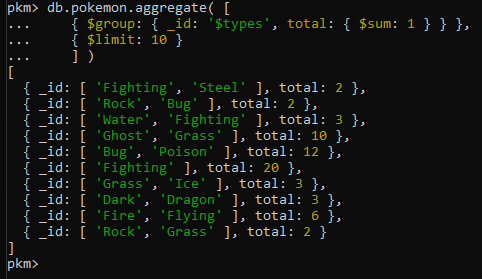 pkm> db.pokemon.aggregate( [
...     { $group: { _id: '$types', total: { $sum: 1 } } },
...     { $limit: 10 }
...     ] )
[
  { _id: [ 'Fighting', 'Steel' ], total: 2 },
  { _id: [ 'Rock', 'Bug' ], total: 2 },
  { _id: [ 'Water', 'Fighting' ], total: 3 },
  { _id: [ 'Ghost', 'Grass' ], total: 10 },
  { _id: [ 'Bug', 'Poison' ], total: 12 },
  { _id: [ 'Fighting' ], total: 20 },
  { _id: [ 'Grass', 'Ice' ], total: 3 },
  { _id: [ 'Dark', 'Dragon' ], total: 3 },
  { _id: [ 'Fire', 'Flying' ], total: 6 },
  { _id: [ 'Rock', 'Grass' ], total: 2 }
]
pkm>